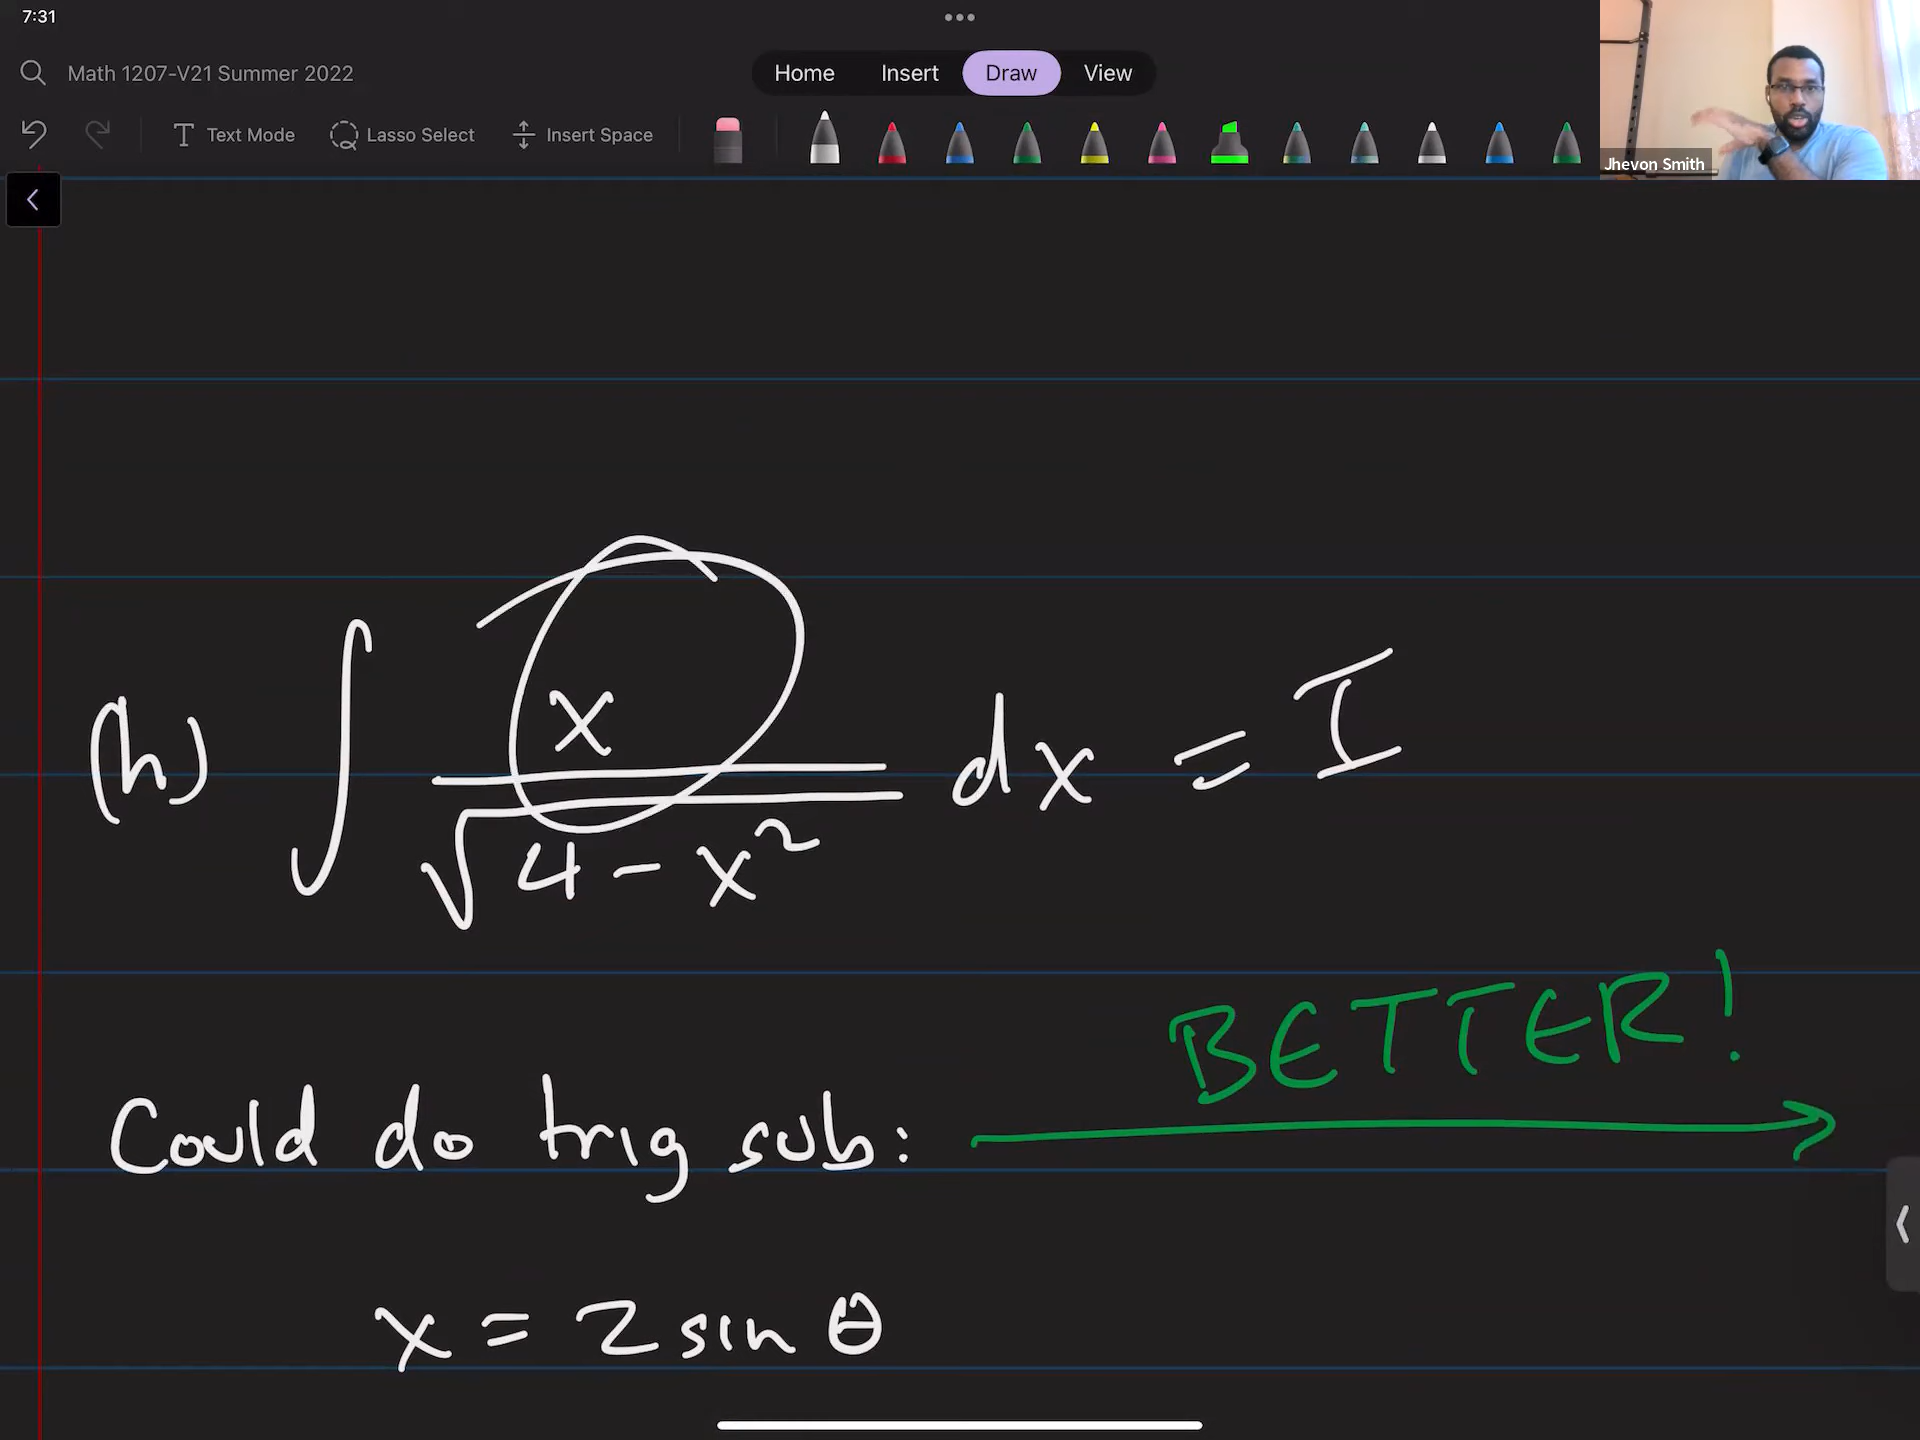 7:31
Math 1207-V21 Summer 2022
Home Insert Draw View
Text Mode Lasso Select Insert Space
Jhevon Smith
(h) ∫ x / √(4 - x²) dx = I
BETTER!
Could do trig sub:
x = 2 sin θ